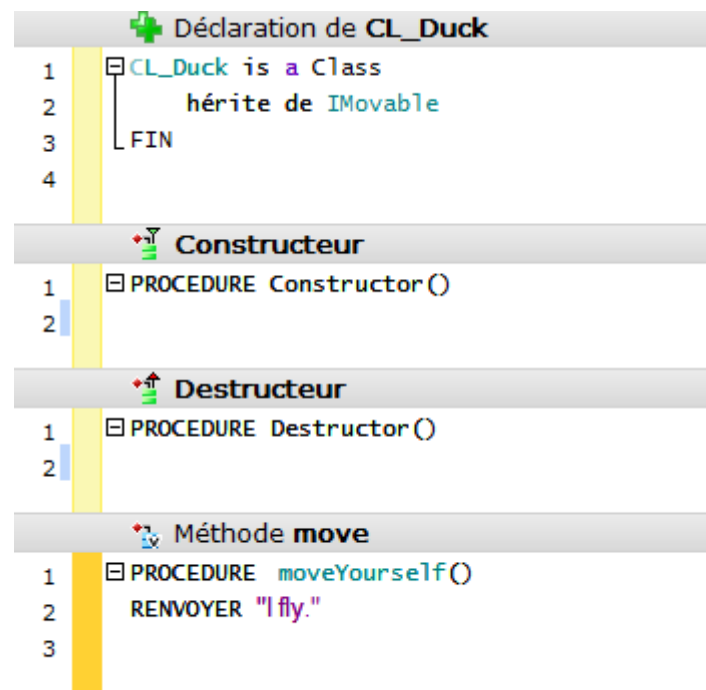 Déclaration de CL_Duck
1 CL_Duck is a Class
2 hérite de IMovable
3 FIN
4
Constructeur
1 PROCEDURE Constructor()
2
Destructeur
1 PROCEDURE Destructor()
2
Méthode move
1 PROCEDURE moveYourself()
2 RENVOYER "I fly."
3